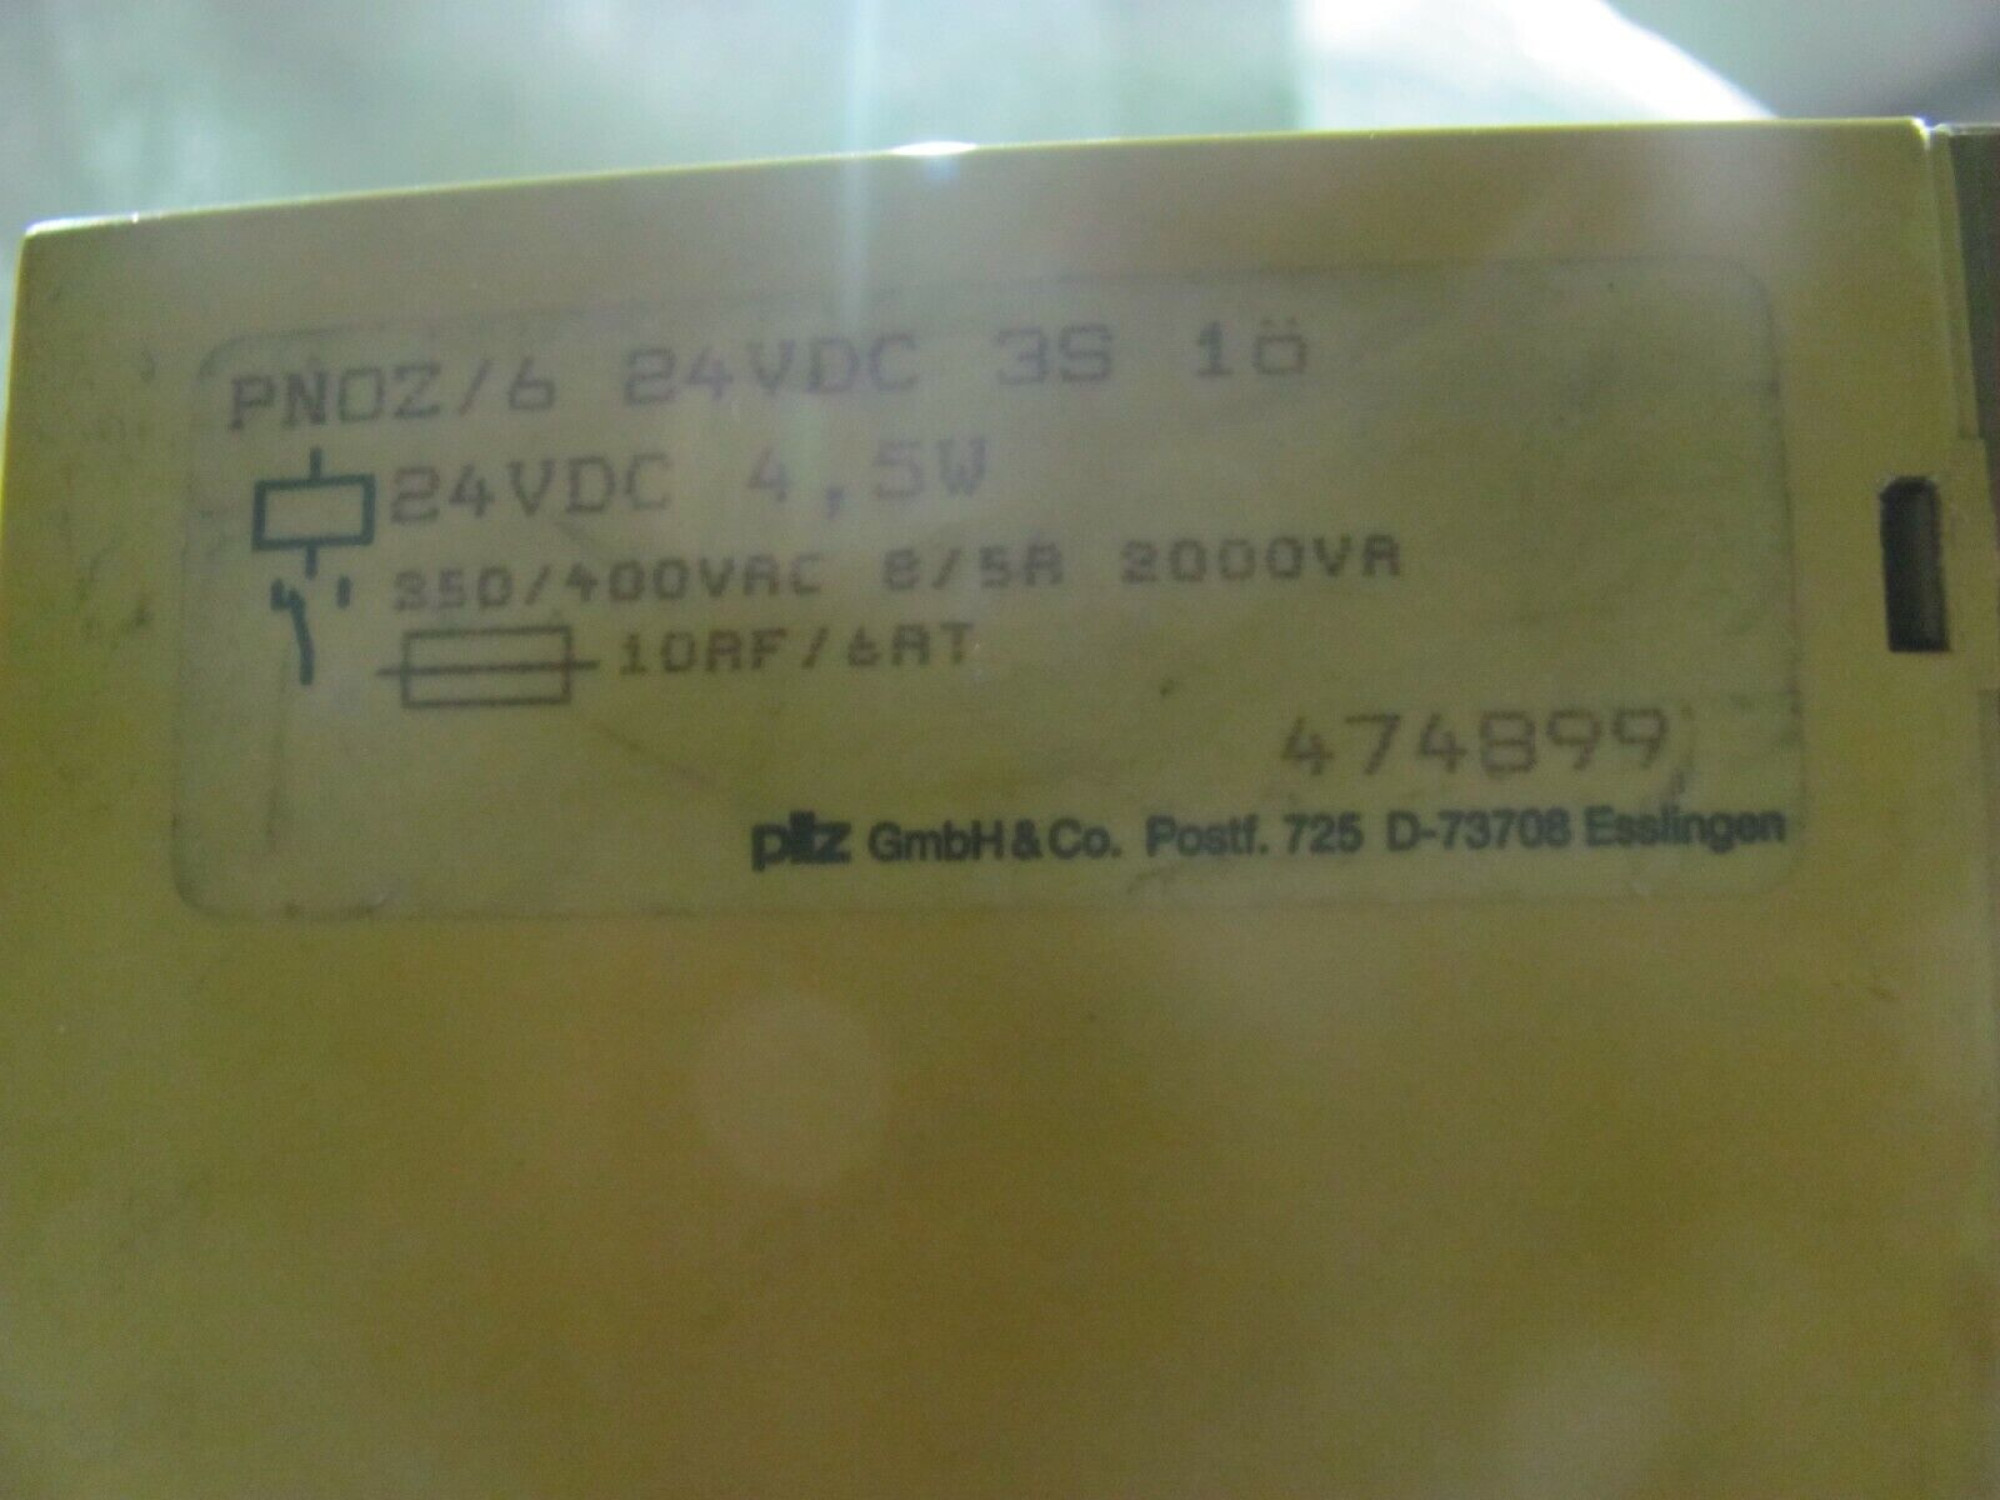 PNOZ/6 24VDC 3S 1ö
24VDC 4,5W
250/400VAC 8/5A 2000VA
10AF/6AT
474899
pilz GmbH & Co. Postf. 725 D-73708 Esslingen